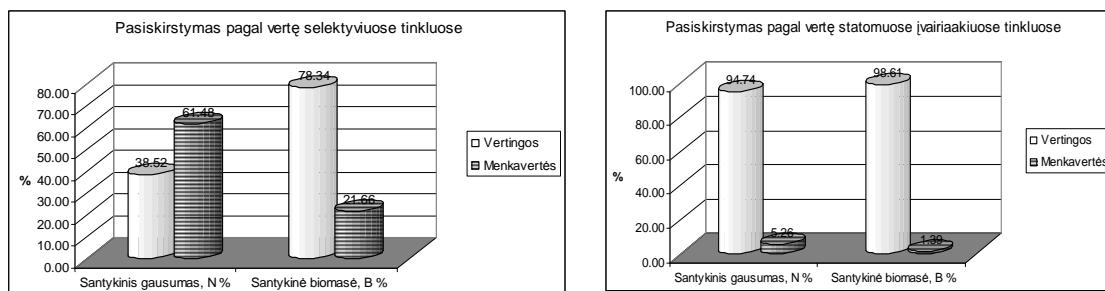 Pasiskirstymas pagal vertę selektyviuose tinkluose
78.34
80.00
70.00
61.48
60.00
50.00
38.52
40.00
%
30.00
21.66
20.00
10.00
0.00
Santykinis gausumas, N %
Santykinė biomasė, B %
Vertingos
Menkavertės
Pasiskirstymas pagal vertę statomuose įvairiaakiuose tinkluose
94.74
98.61
100.00
80.00
60.00
%
40.00
20.00
5.26
1.39
0.00
Santykinis gausumas, N %
Santykinė biomasė, B %
Vertingos
Menkavertės